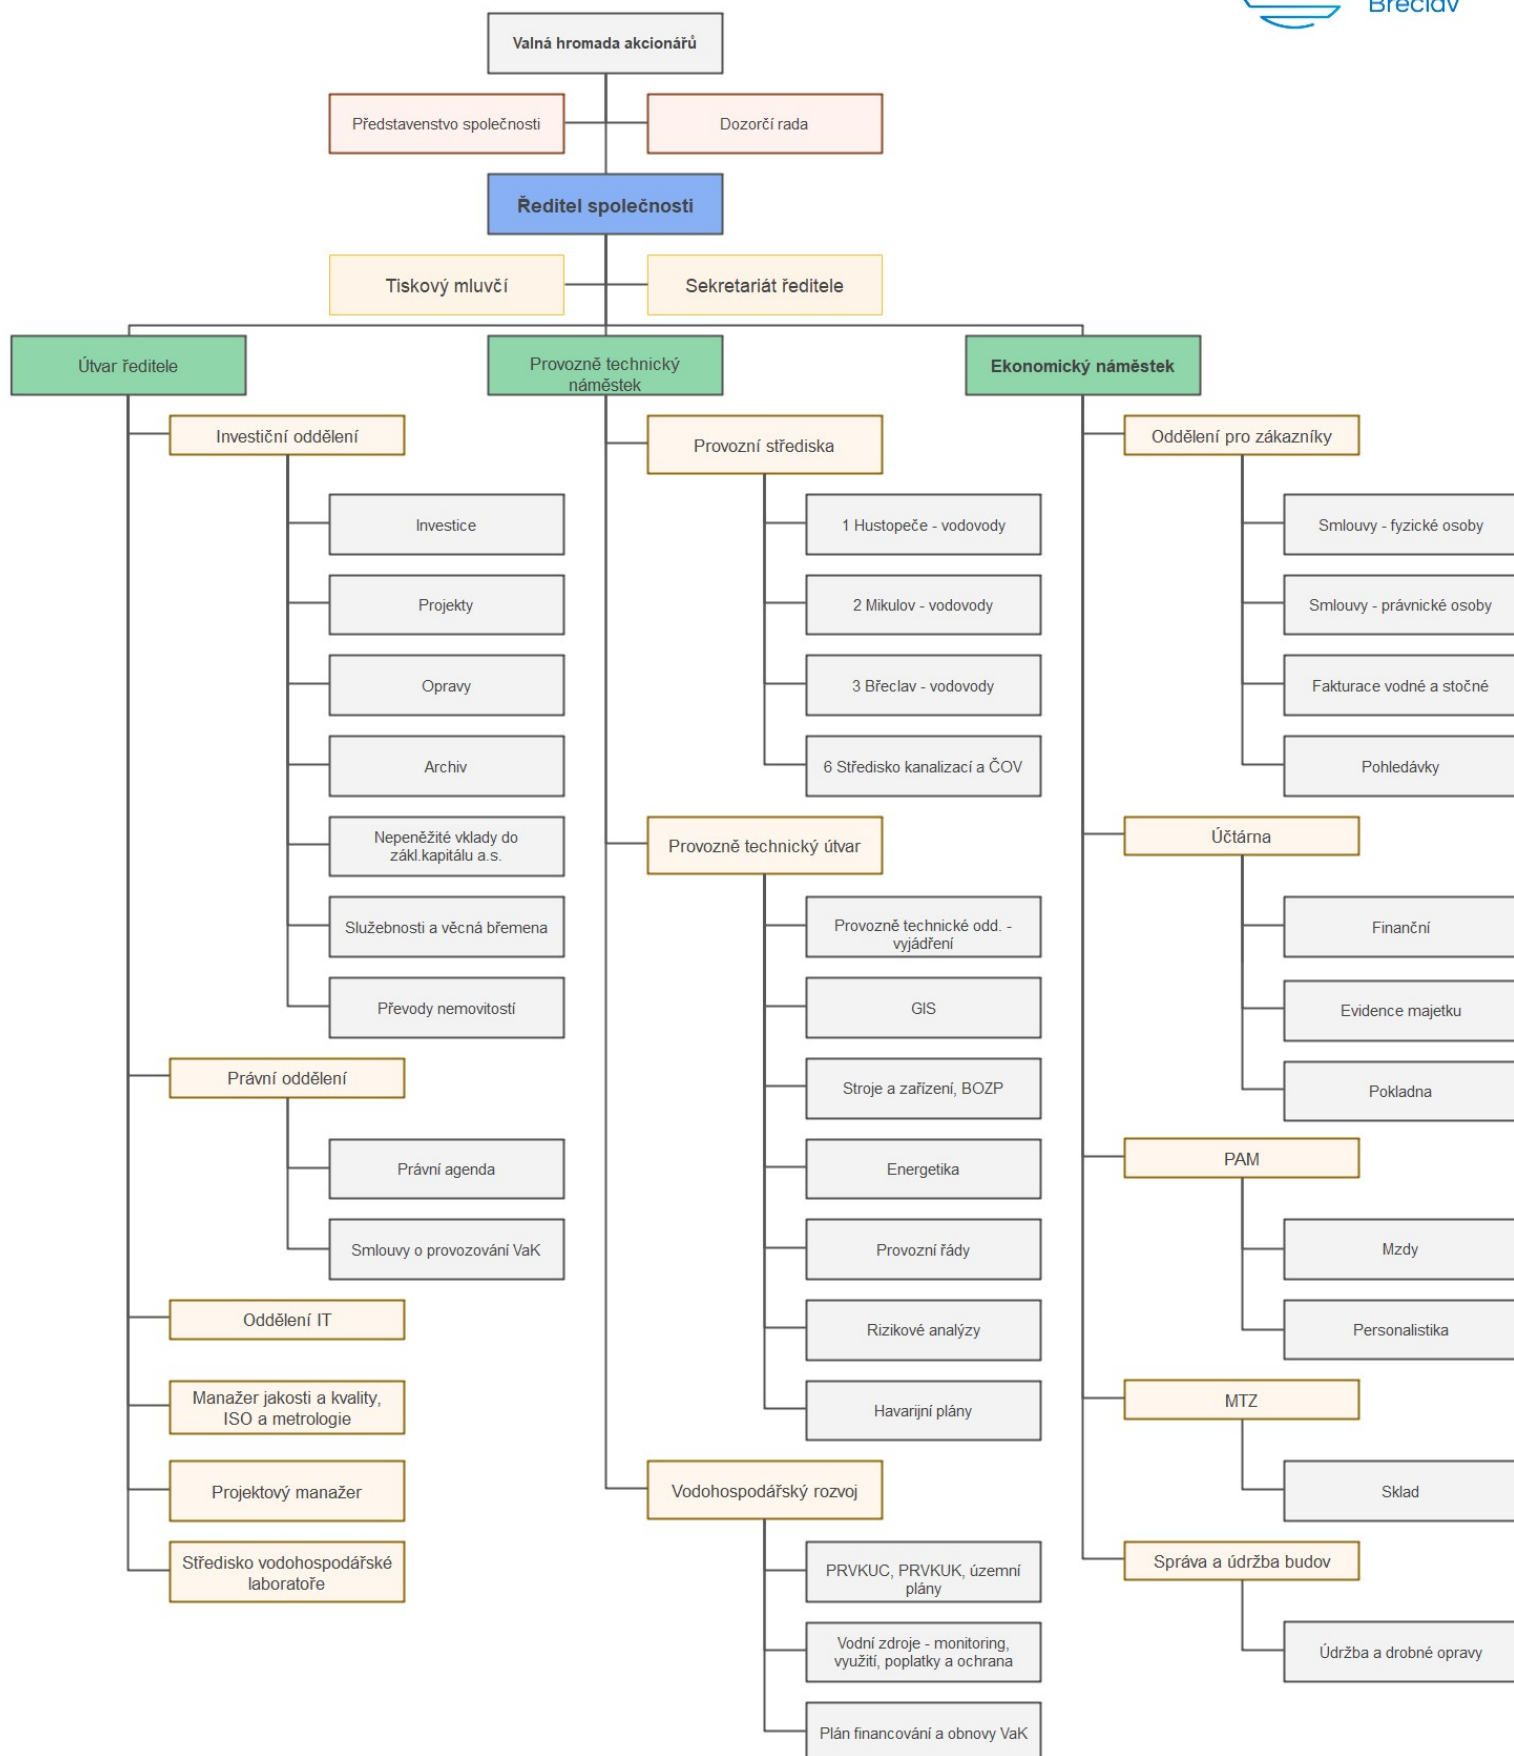 Břeclav
Valná hromada akcionářů
Představenstvo společnosti
Dozorčí rada
Ředitel společnosti
Tiskový mluvčí
Sekretariát ředitele
Útvar ředitele
Investiční oddělení
Investice
Projekty
Opravy
Archiv
Nepeněžité vklady do
zákl.kapitálu a.s.
Služebnosti a věcná břemena
Převody nemovitostí
Právní oddělení
Právní agenda
Smlouvy o provozování VaK
Oddělení IT
Manažer jakosti a kvality,
ISO a metrologie
Projektový manažer
Středisko vodohospodářské
laboratoře
Provozně technický
náměstek
Provozní střediska
1 Hustopeče - vodovody
2 Mikulov - vodovody
3 Břeclav - vodovody
6 Středisko kanalizací a ČOV
Provozně technický útvar
Provozně technické odd. -
vyjádření
GIS
Stroje a zařízení, BOZP
Energetika
Provozní řády
Rizikové analýzy
Havarijní plány
Vodohospodářský rozvoj
PRVKUC, PRVKUK, územní
plány
Vodní zdroje - monitoring,
využití, poplatky a ochrana
Plán financování a obnovy VaK
Ekonomický náměstek
Oddělení pro zákazníky
Smlouvy - fyzické osoby
Smlouvy - právnické osoby
Fakturace vodné a stočné
Pohledávky
Účtárna
Finanční
Evidence majetku
Pokladna
PAM
Mzdy
Personalistika
MTZ
Sklad
Správa a údržba budov
Údržba a drobné opravy